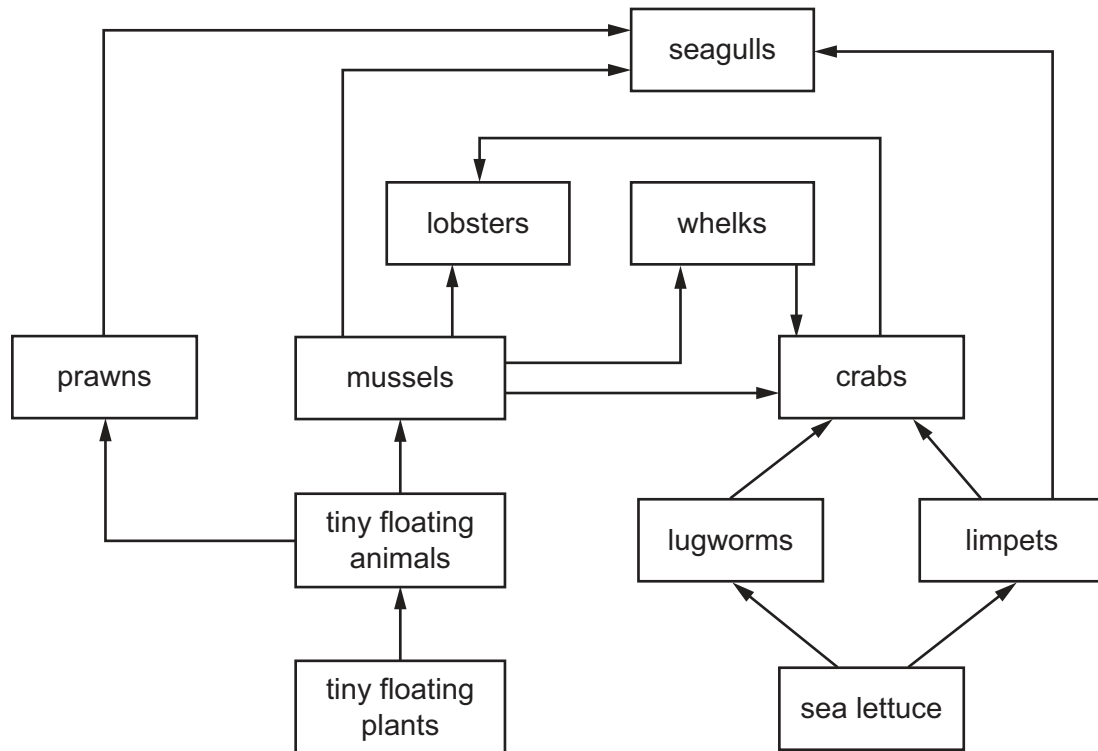 seagulls
lobsters
whelks
prawns
mussels
crabs
tiny floating
animals
lugworms
limpets
tiny floating
plants
sea lettuce